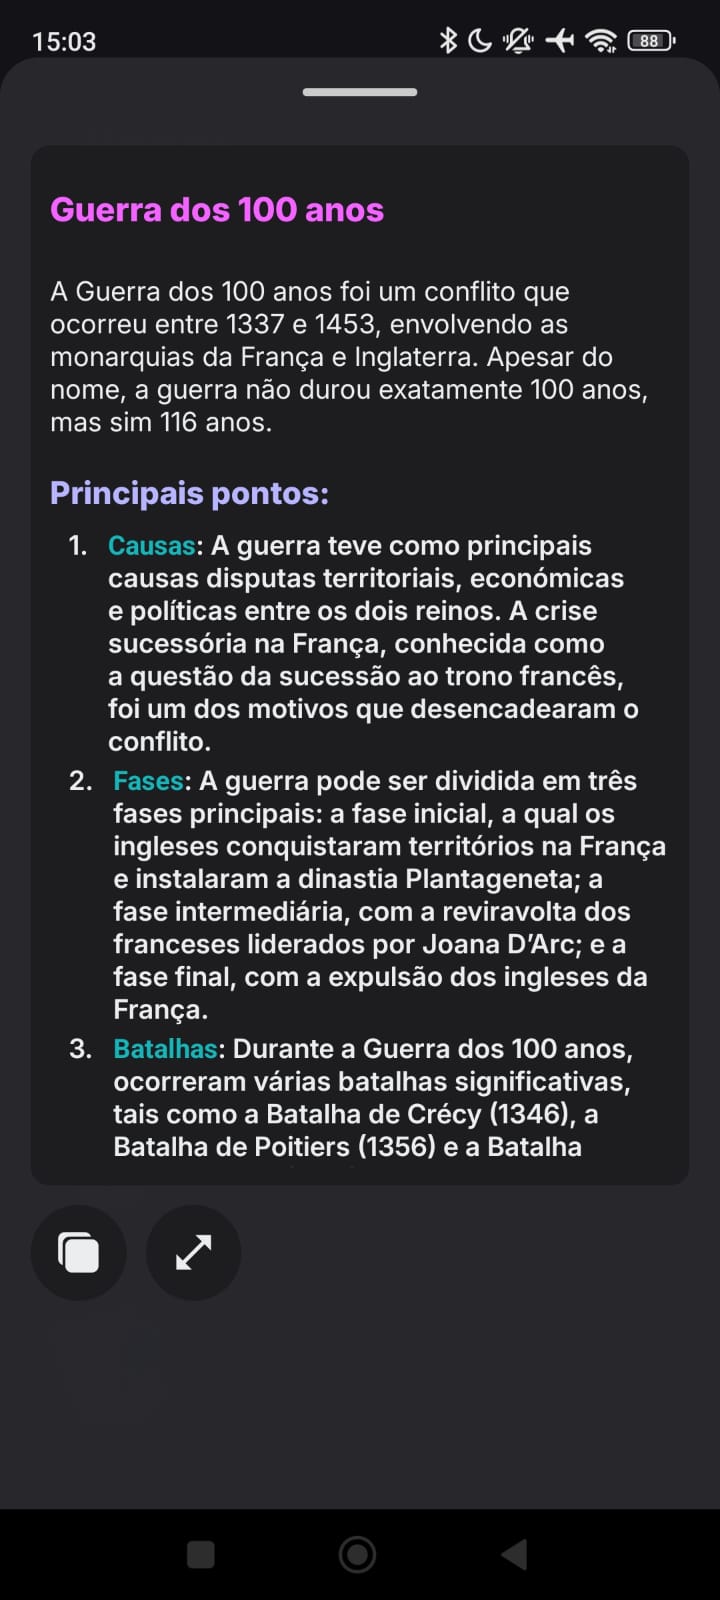 15:03
88
Guerra dos 100 anos
A Guerra dos 100 anos foi um conflito que
ocorreu entre 1337 e 1453, envolvendo as
monarquias da França e Inglaterra. Apesar do
nome, a guerra não durou exatamente 100 anos,
mas sim 116 anos.
Principais pontos:
1. Causas: A guerra teve como principais
causas disputas territoriais, económicas
e políticas entre os dois reinos. A crise
sucessória na França, conhecida como
a questão da sucessão ao trono francês,
foi um dos motivos que desencadearam o
conflito.
2. Fases: A guerra pode ser dividida em três
fases principais: a fase inicial, a qual os
ingleses conquistaram territórios na França
e instalaram a dinastia Plantageneta; a
fase intermediária, com a reviravolta dos
franceses liderados por Joana D’Arc; e a
fase final, com a expulsão dos ingleses da
França.
3. Batalhas: Durante a Guerra dos 100 anos,
ocorreram várias batalhas significativas,
tais como a Batalha de Crécy (1346), a
Batalha de Poitiers (1356) e a Batalha